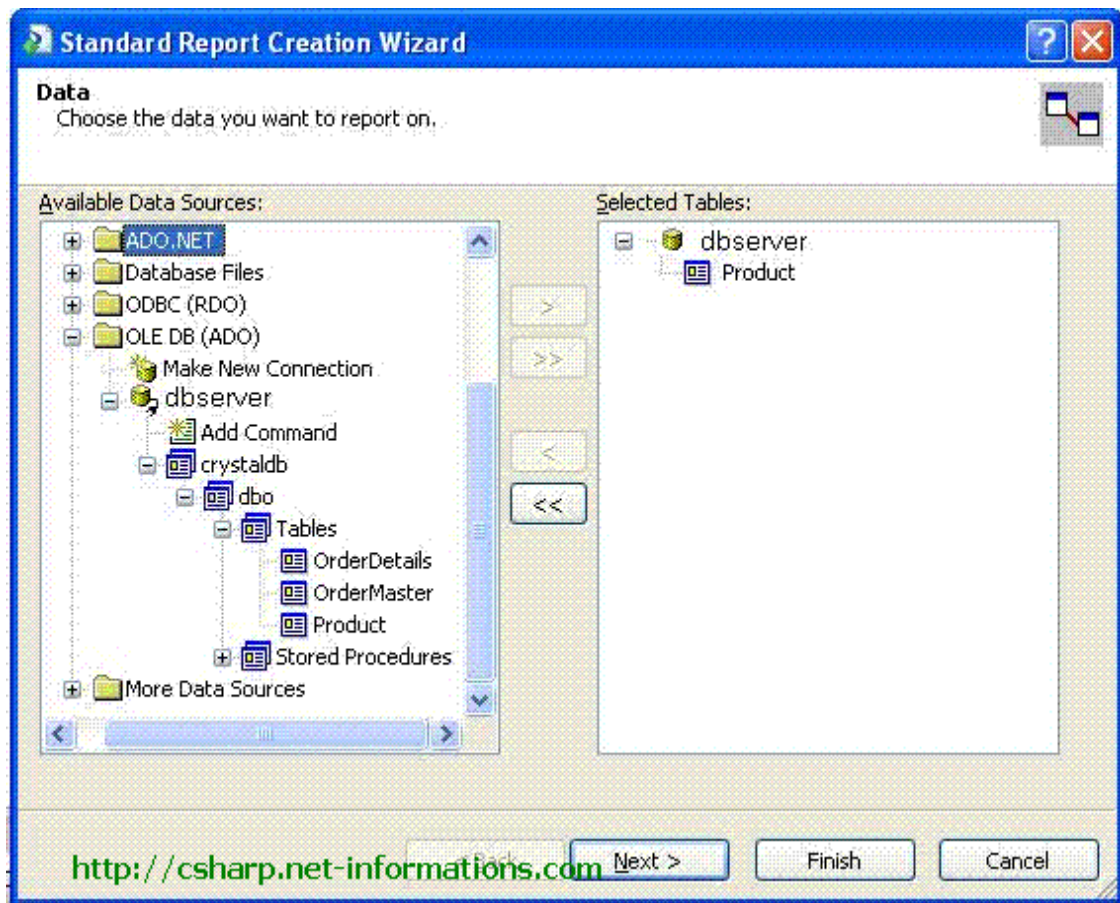 Standard Report Creation Wizard
Data
Choose the data you want to report on.
Available Data Sources:
ADO.NET
Database Files
ODBC (RDO)
OLE DB (ADO)
Make New Connection
dbserver
Add Command
crystaldb
dbo
Tables
OrderDetails
OrderMaster
Product
Stored Procedures
More Data Sources
>
>>
<
<<
Selected Tables:
dbserver
Product
http://csharp.net-informations.com
< Back
Next >
Finish
Cancel